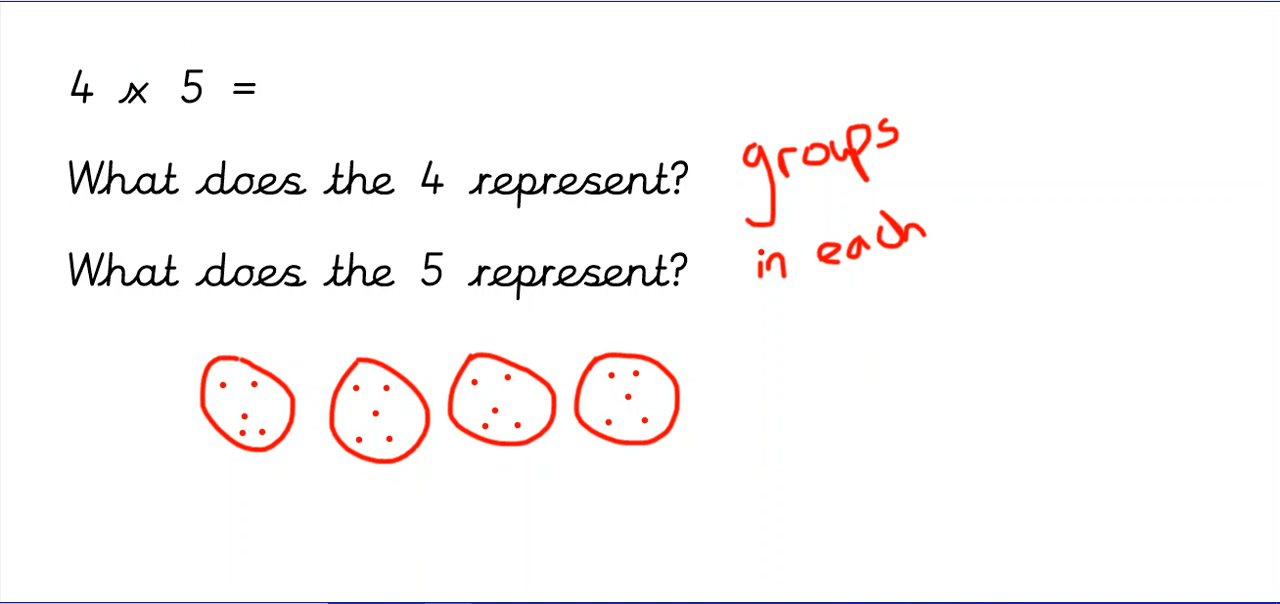 4 x 5 =
What does the 4 represent? groups
What does the 5 represent? in each